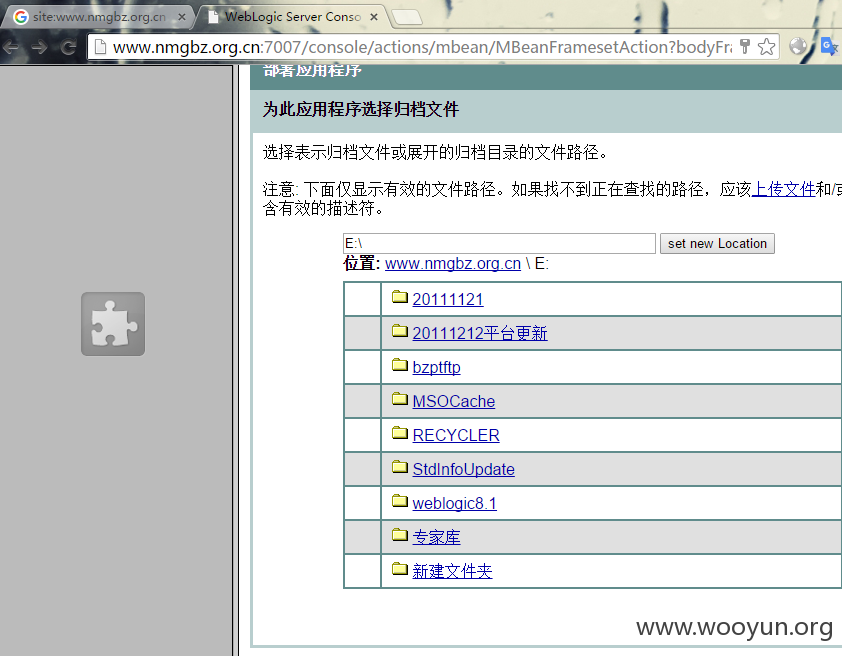 site:www.nmgbz.org.cn
WebLogic Server Conso
www.nmgbz.org.cn:7007/console/actions/mbean/MBeanFramesetAction?bodyFra
部署应用程序
为此应用程序选择归档文件
选择表示归档文件或展开的归档目录的文件路径。
注意: 下面仅显示有效的文件路径。如果找不到正在查找的路径，应该上传文件和/或
含有效的描述符。
E:\ set new Location
位置: www.nmgbz.org.cn \ E:
20111121
20111212平台更新
bzptftp
MSOCache
RECYCLER
StdInfoUpdate
weblogic8.1
专家库
新建文件夹
www.wooyun.org